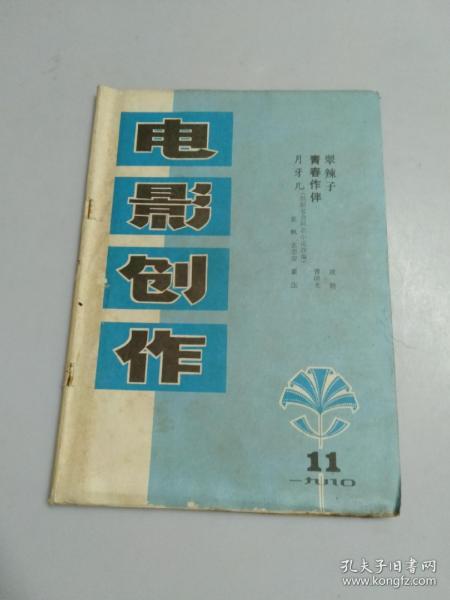 电影创作
翠辣子
青春作伴
月牙儿
11
一九八〇
孔夫子旧书网
www.kongfz.com